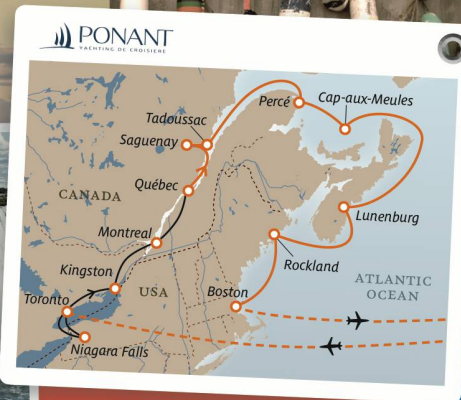 PONANT
YACHTING DE CROISIÈRE
Percé
Cap-aux-Meules
Tadoussac
Saguenay
Québec
CANADA
Montreal
Lunenburg
Kingston
Rockland
USA
ATLANTIC
OCEAN
Toronto
Boston
Niagara Falls